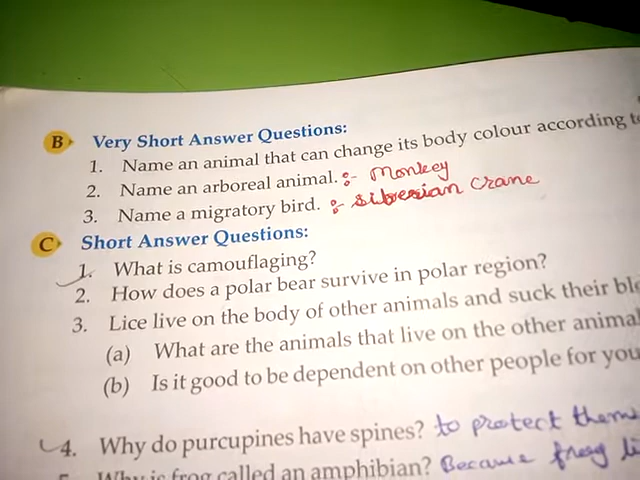 B Very Short Answer Questions:
1. Name an animal that can change its body colour according to
2. Name an arboreal animal. :- Monkey
3. Name a migratory bird. :- Siberian Crane
C Short Answer Questions:
1. What is camouflaging?
2. How does a polar bear survive in polar region?
3. Lice live on the body of other animals and suck their
(a) What are the animals that live on the other
(b) Is it good to be dependent on other people for
4. Why do purcupines have spines? to protect
5. Why is frog called an amphibian? Because frog